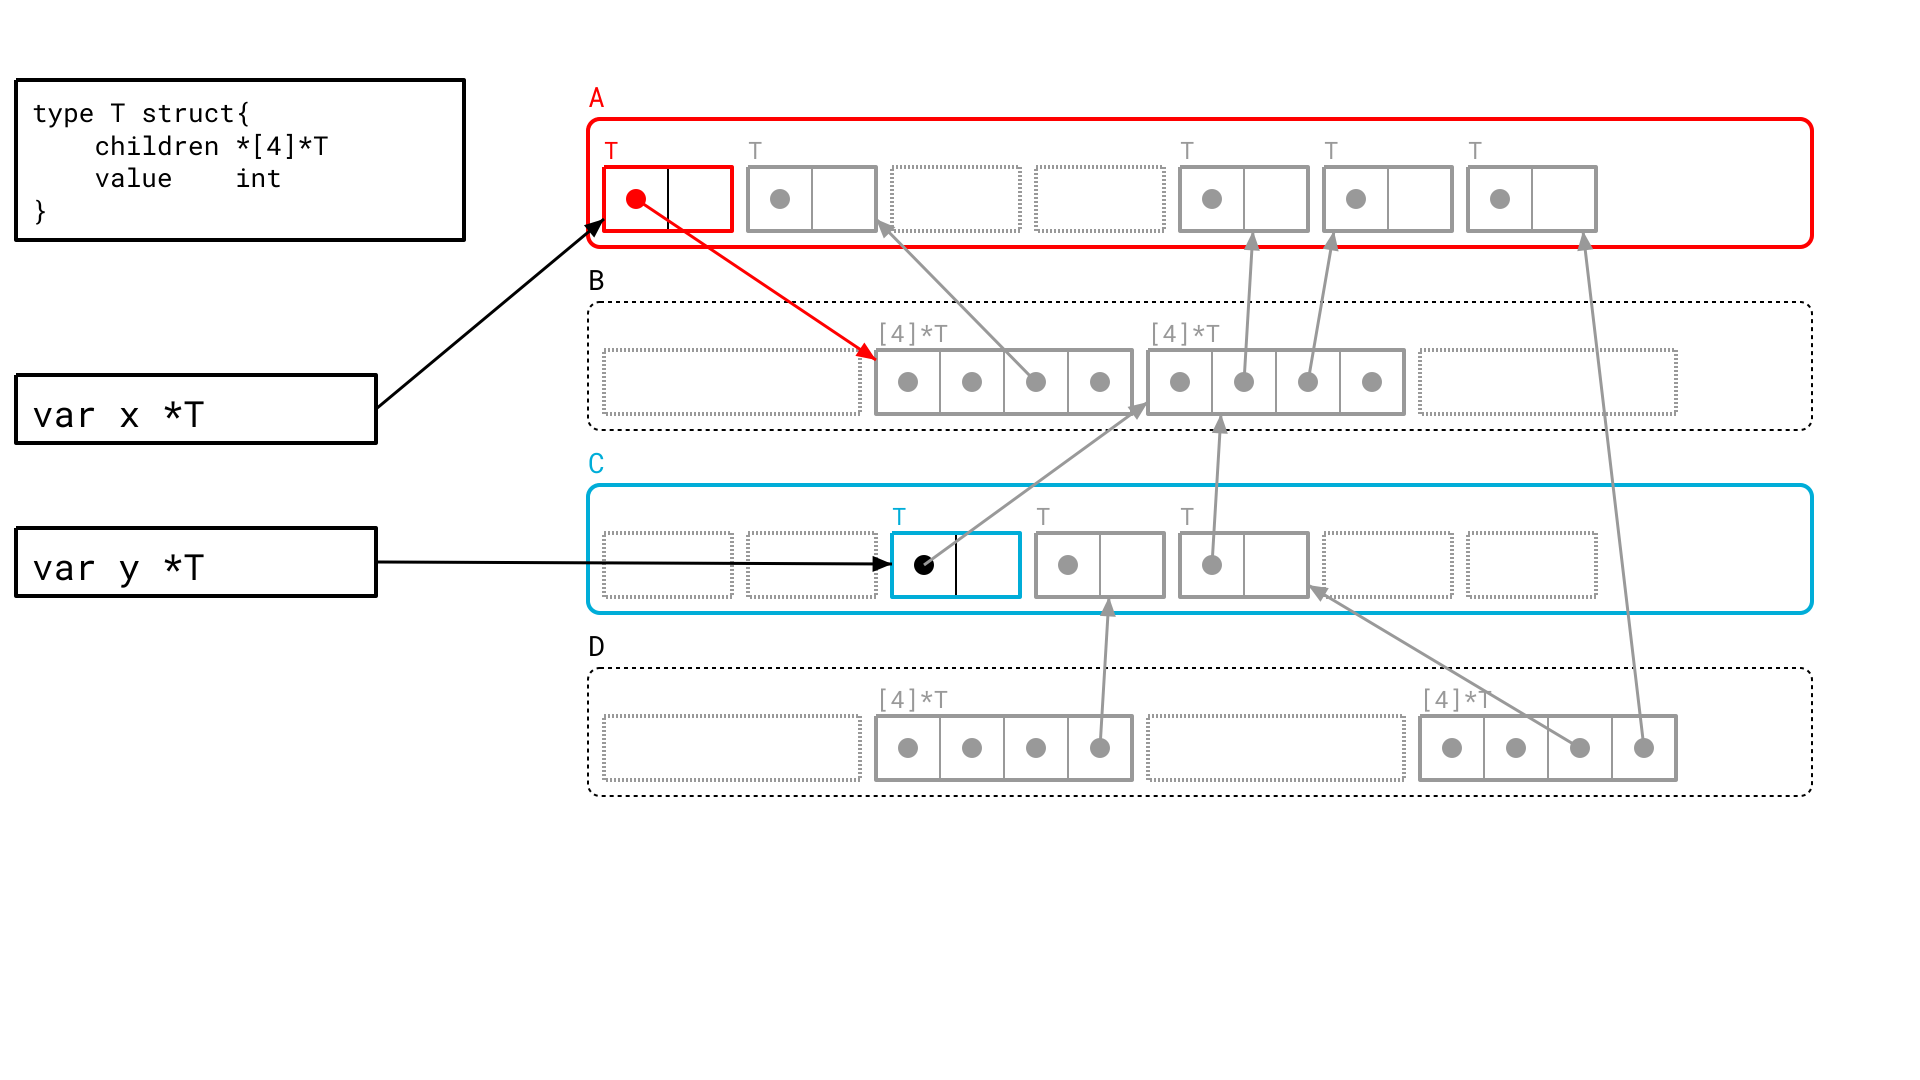 type T struct{
    children *[4]*T
    value    int
}
var x *T
var y *T
A
T T T T T
B
[4]*T [4]*T
C
T T T
D
[4]*T [4]*T